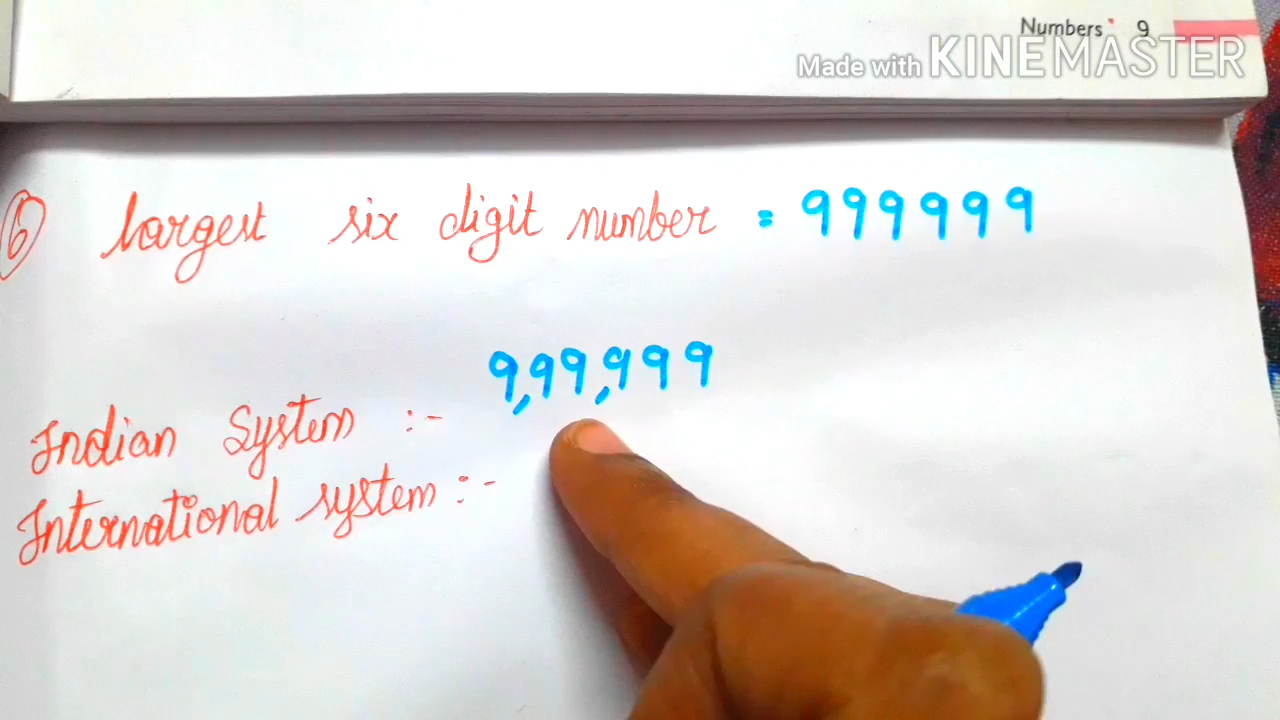 Numbers 9
Made with KINEMASTER
6 largest six digit number = 999999
9,99,999
Indian System :-
International system :-